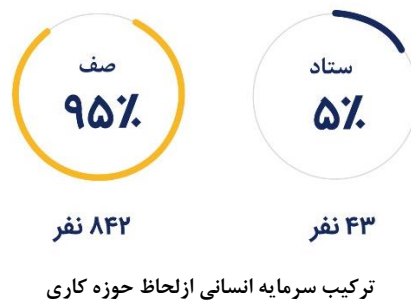 ستاد
۵٪
۴۳ نفر
صف
۹۵٪
۸۴۲ نفر
ترکیب سرمایه انسانی ازلحاظ حوزه کاری